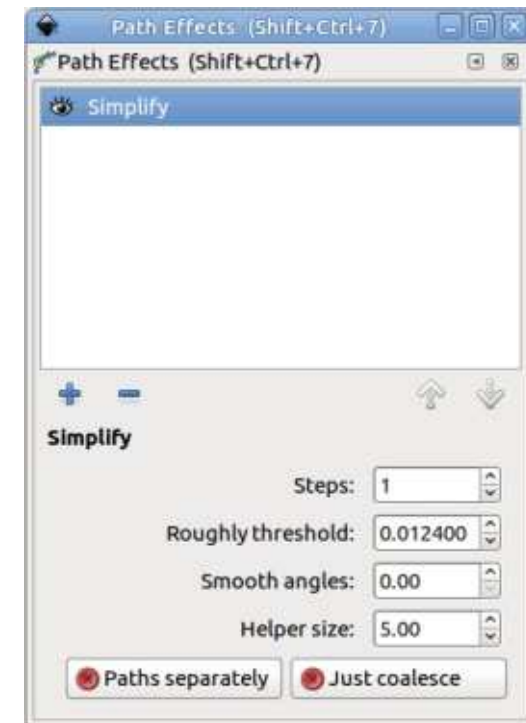 Path Effects (Shift+Ctrl+7)
Path Effects (Shift+Ctrl+7)
Simplify
Simplify
Steps: 1
Roughly threshold: 0.012400
Smooth angles: 0.00
Helper size: 5.00
Paths separately Just coalesce